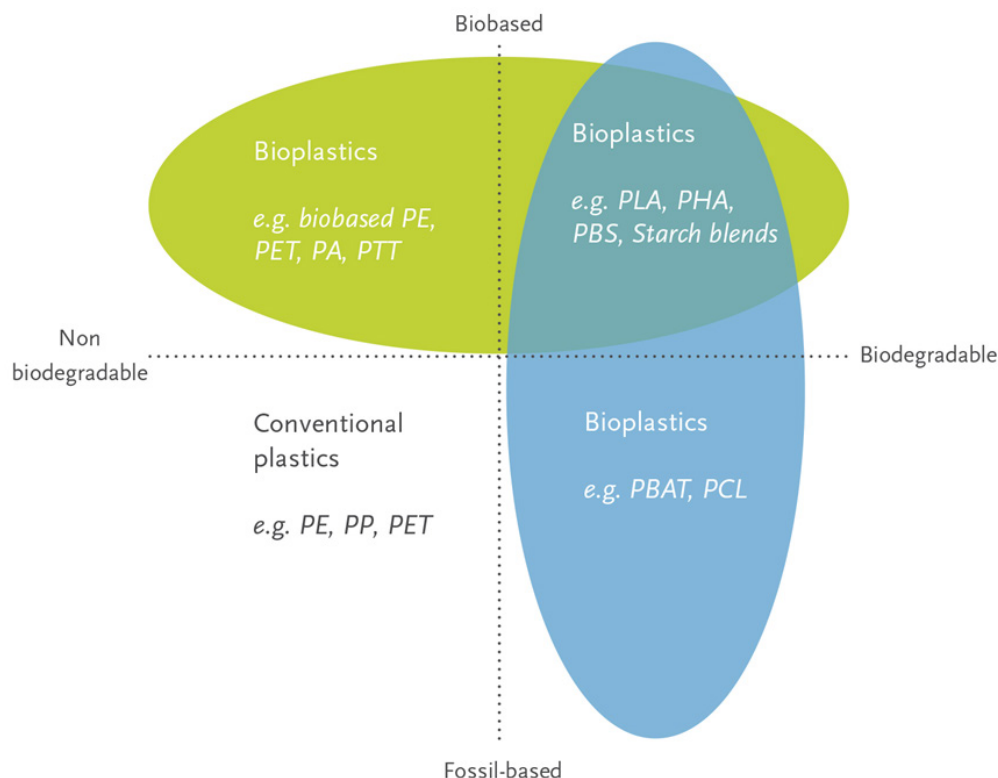 Biobased
Bioplastics
e.g. biobased PE,
PET, PA, PTT
Bioplastics
e.g. PLA, PHA,
PBS, Starch blends
Non
biodegradable
Biodegradable
Conventional
plastics
e.g. PE, PP, PET
Bioplastics
e.g. PBAT, PCL
Fossil-based